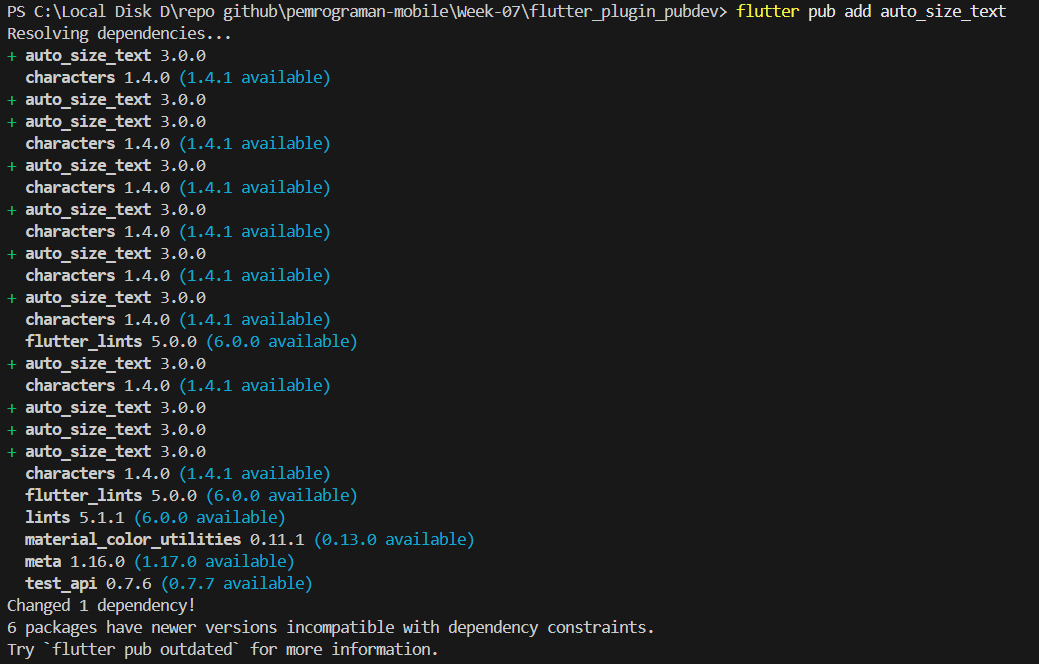 PS C:\Local Disk D\repo github\pemrograman-mobile\Week-07\flutter_plugin_pubdev> flutter pub add auto_size_text
Resolving dependencies...
+ auto_size_text 3.0.0
  characters 1.4.0 (1.4.1 available)
+ auto_size_text 3.0.0
+ auto_size_text 3.0.0
  characters 1.4.0 (1.4.1 available)
+ auto_size_text 3.0.0
  characters 1.4.0 (1.4.1 available)
+ auto_size_text 3.0.0
  characters 1.4.0 (1.4.1 available)
+ auto_size_text 3.0.0
  characters 1.4.0 (1.4.1 available)
+ auto_size_text 3.0.0
  characters 1.4.0 (1.4.1 available)
  flutter_lints 5.0.0 (6.0.0 available)
+ auto_size_text 3.0.0
  characters 1.4.0 (1.4.1 available)
+ auto_size_text 3.0.0
+ auto_size_text 3.0.0
+ auto_size_text 3.0.0
  characters 1.4.0 (1.4.1 available)
  flutter_lints 5.0.0 (6.0.0 available)
  lints 5.1.1 (6.0.0 available)
  material_color_utilities 0.11.1 (0.13.0 available)
  meta 1.16.0 (1.17.0 available)
  test_api 0.7.6 (0.7.7 available)
Changed 1 dependency!
6 packages have newer versions incompatible with dependency constraints.
Try `flutter pub outdated` for more information.